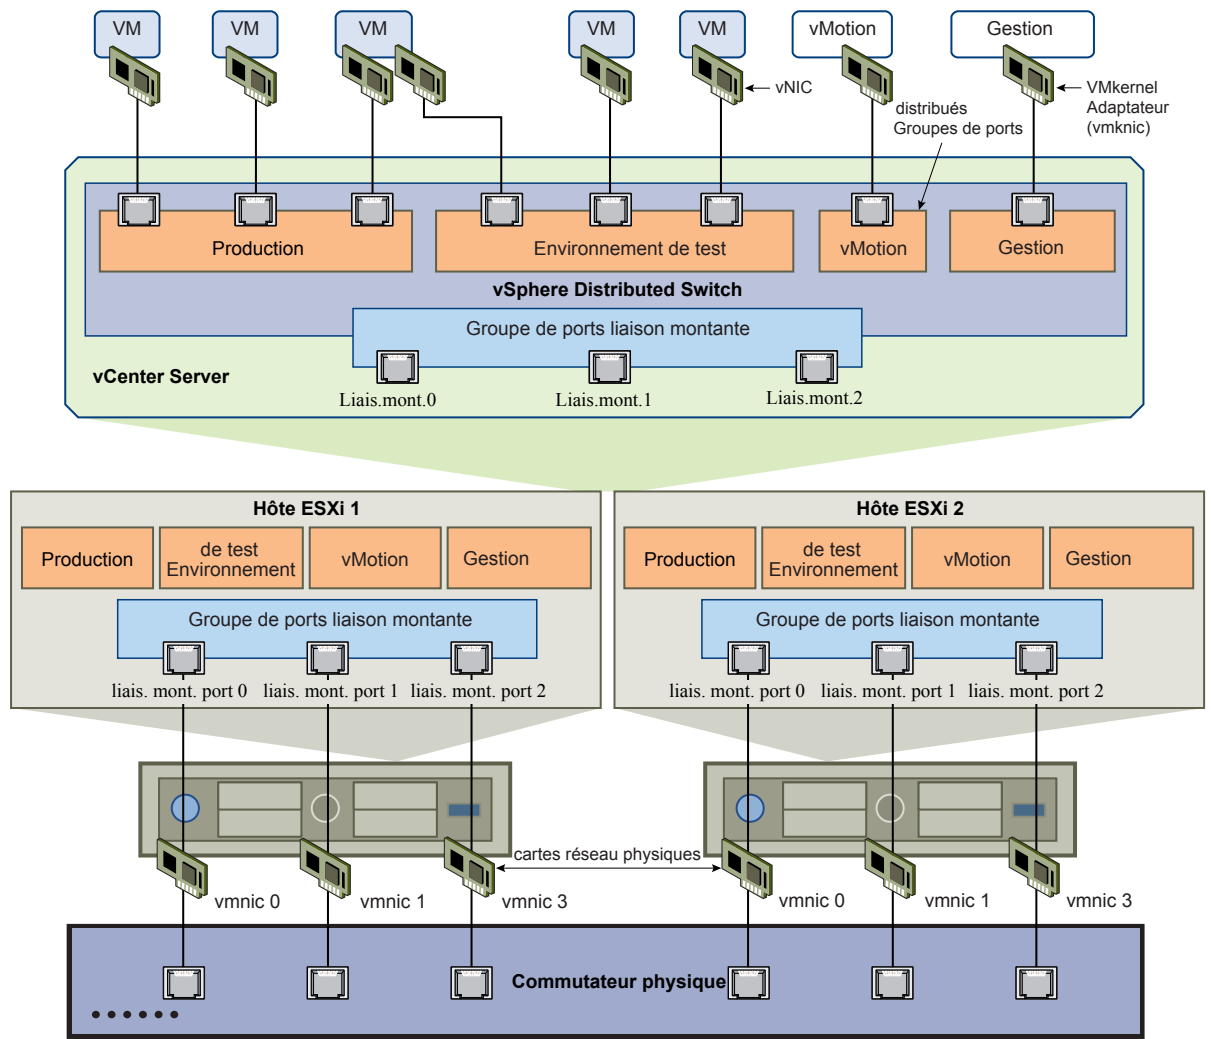 VM
VM
VM
VM
VM
vMotion
Gestion
vNIC
VMkernel
Adaptateur
(vmknic)
distribués
Groupes de ports
Production
Environnement de test
vMotion
Gestion
vSphere Distributed Switch
Groupe de ports liaison montante
vCenter Server
Liais.mont.0
Liais.mont.1
Liais.mont.2
Hôte ESXi 1
Production
de test
Environnement
vMotion
Gestion
Groupe de ports liaison montante
liais. mont. port 0
liais. mont. port 1
liais. mont. port 2
Hôte ESXi 2
Production
de test
Environnement
vMotion
Gestion
Groupe de ports liaison montante
liais. mont. port 0
liais. mont. port 1
liais. mont. port 2
cartes réseau physiques
vmnic 0
vmnic 1
vmnic 3
vmnic 0
vmnic 1
vmnic 3
Commutateur physique